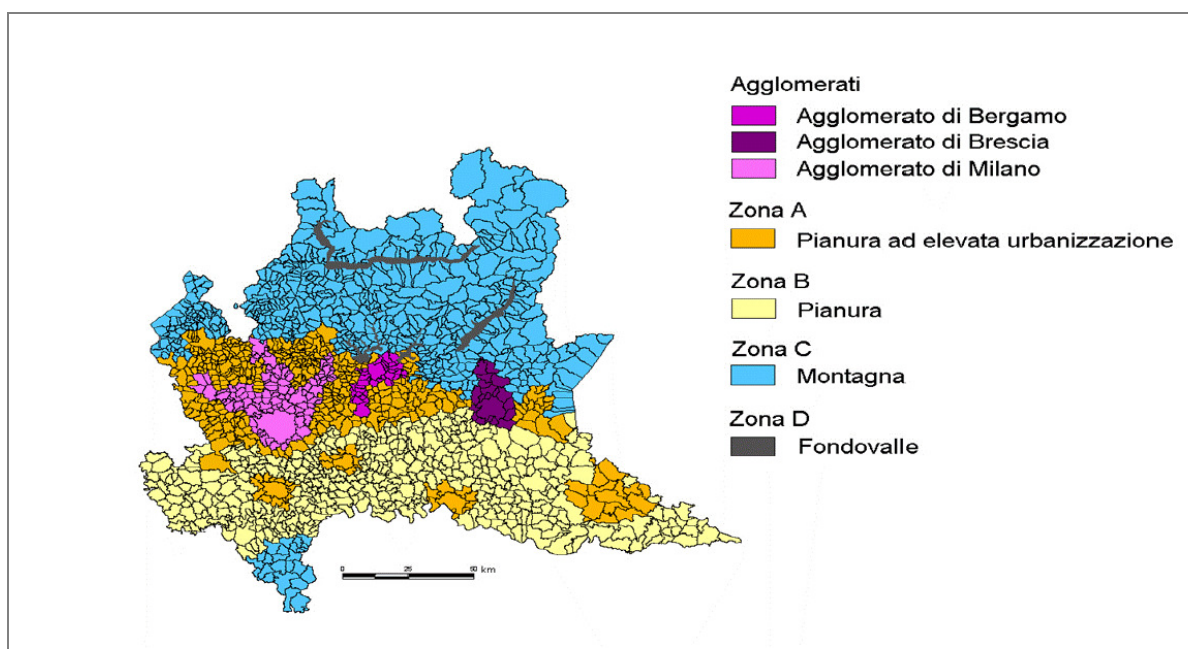 Agglomerati
Agglomerato di Bergamo
Agglomerato di Brescia
Agglomerato di Milano
Zona A
Pianura ad elevata urbanizzazione
Zona B
Pianura
Zona C
Montagna
Zona D
Fondovalle
0 25 50 km